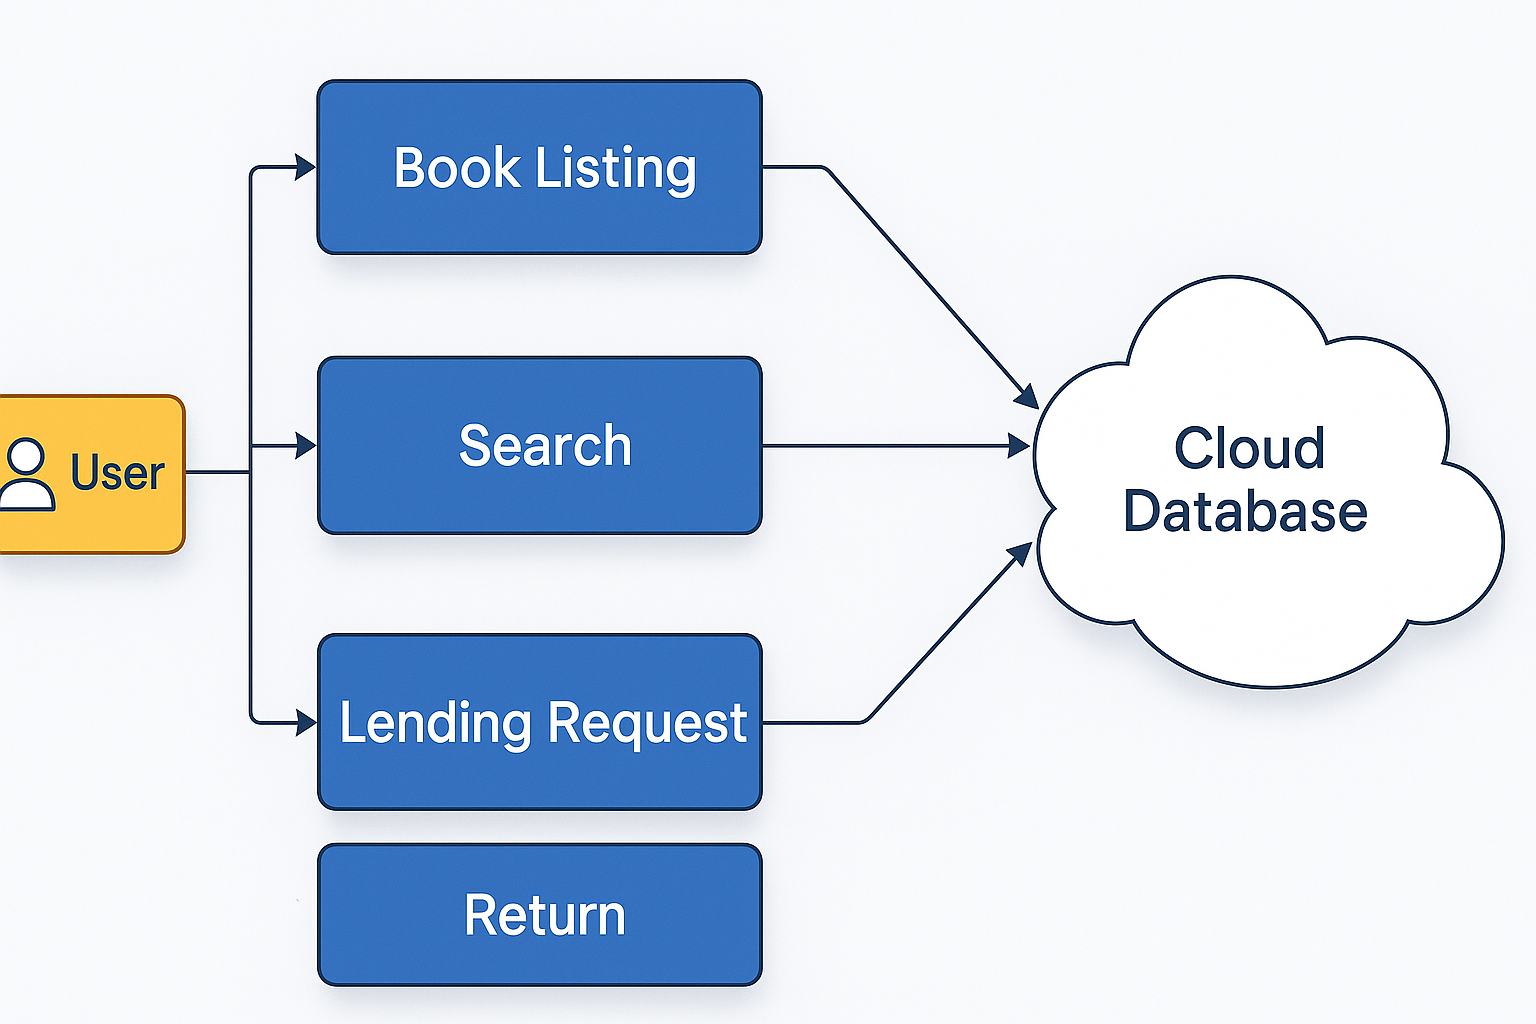 Book Listing
Search
User
Lending Request
Return
Cloud
Database